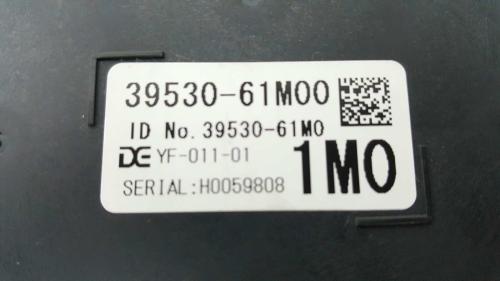 39530-61M00
ID No. 39530-61M0
DE YF-011-01
SERIAL:H0059808
1M0